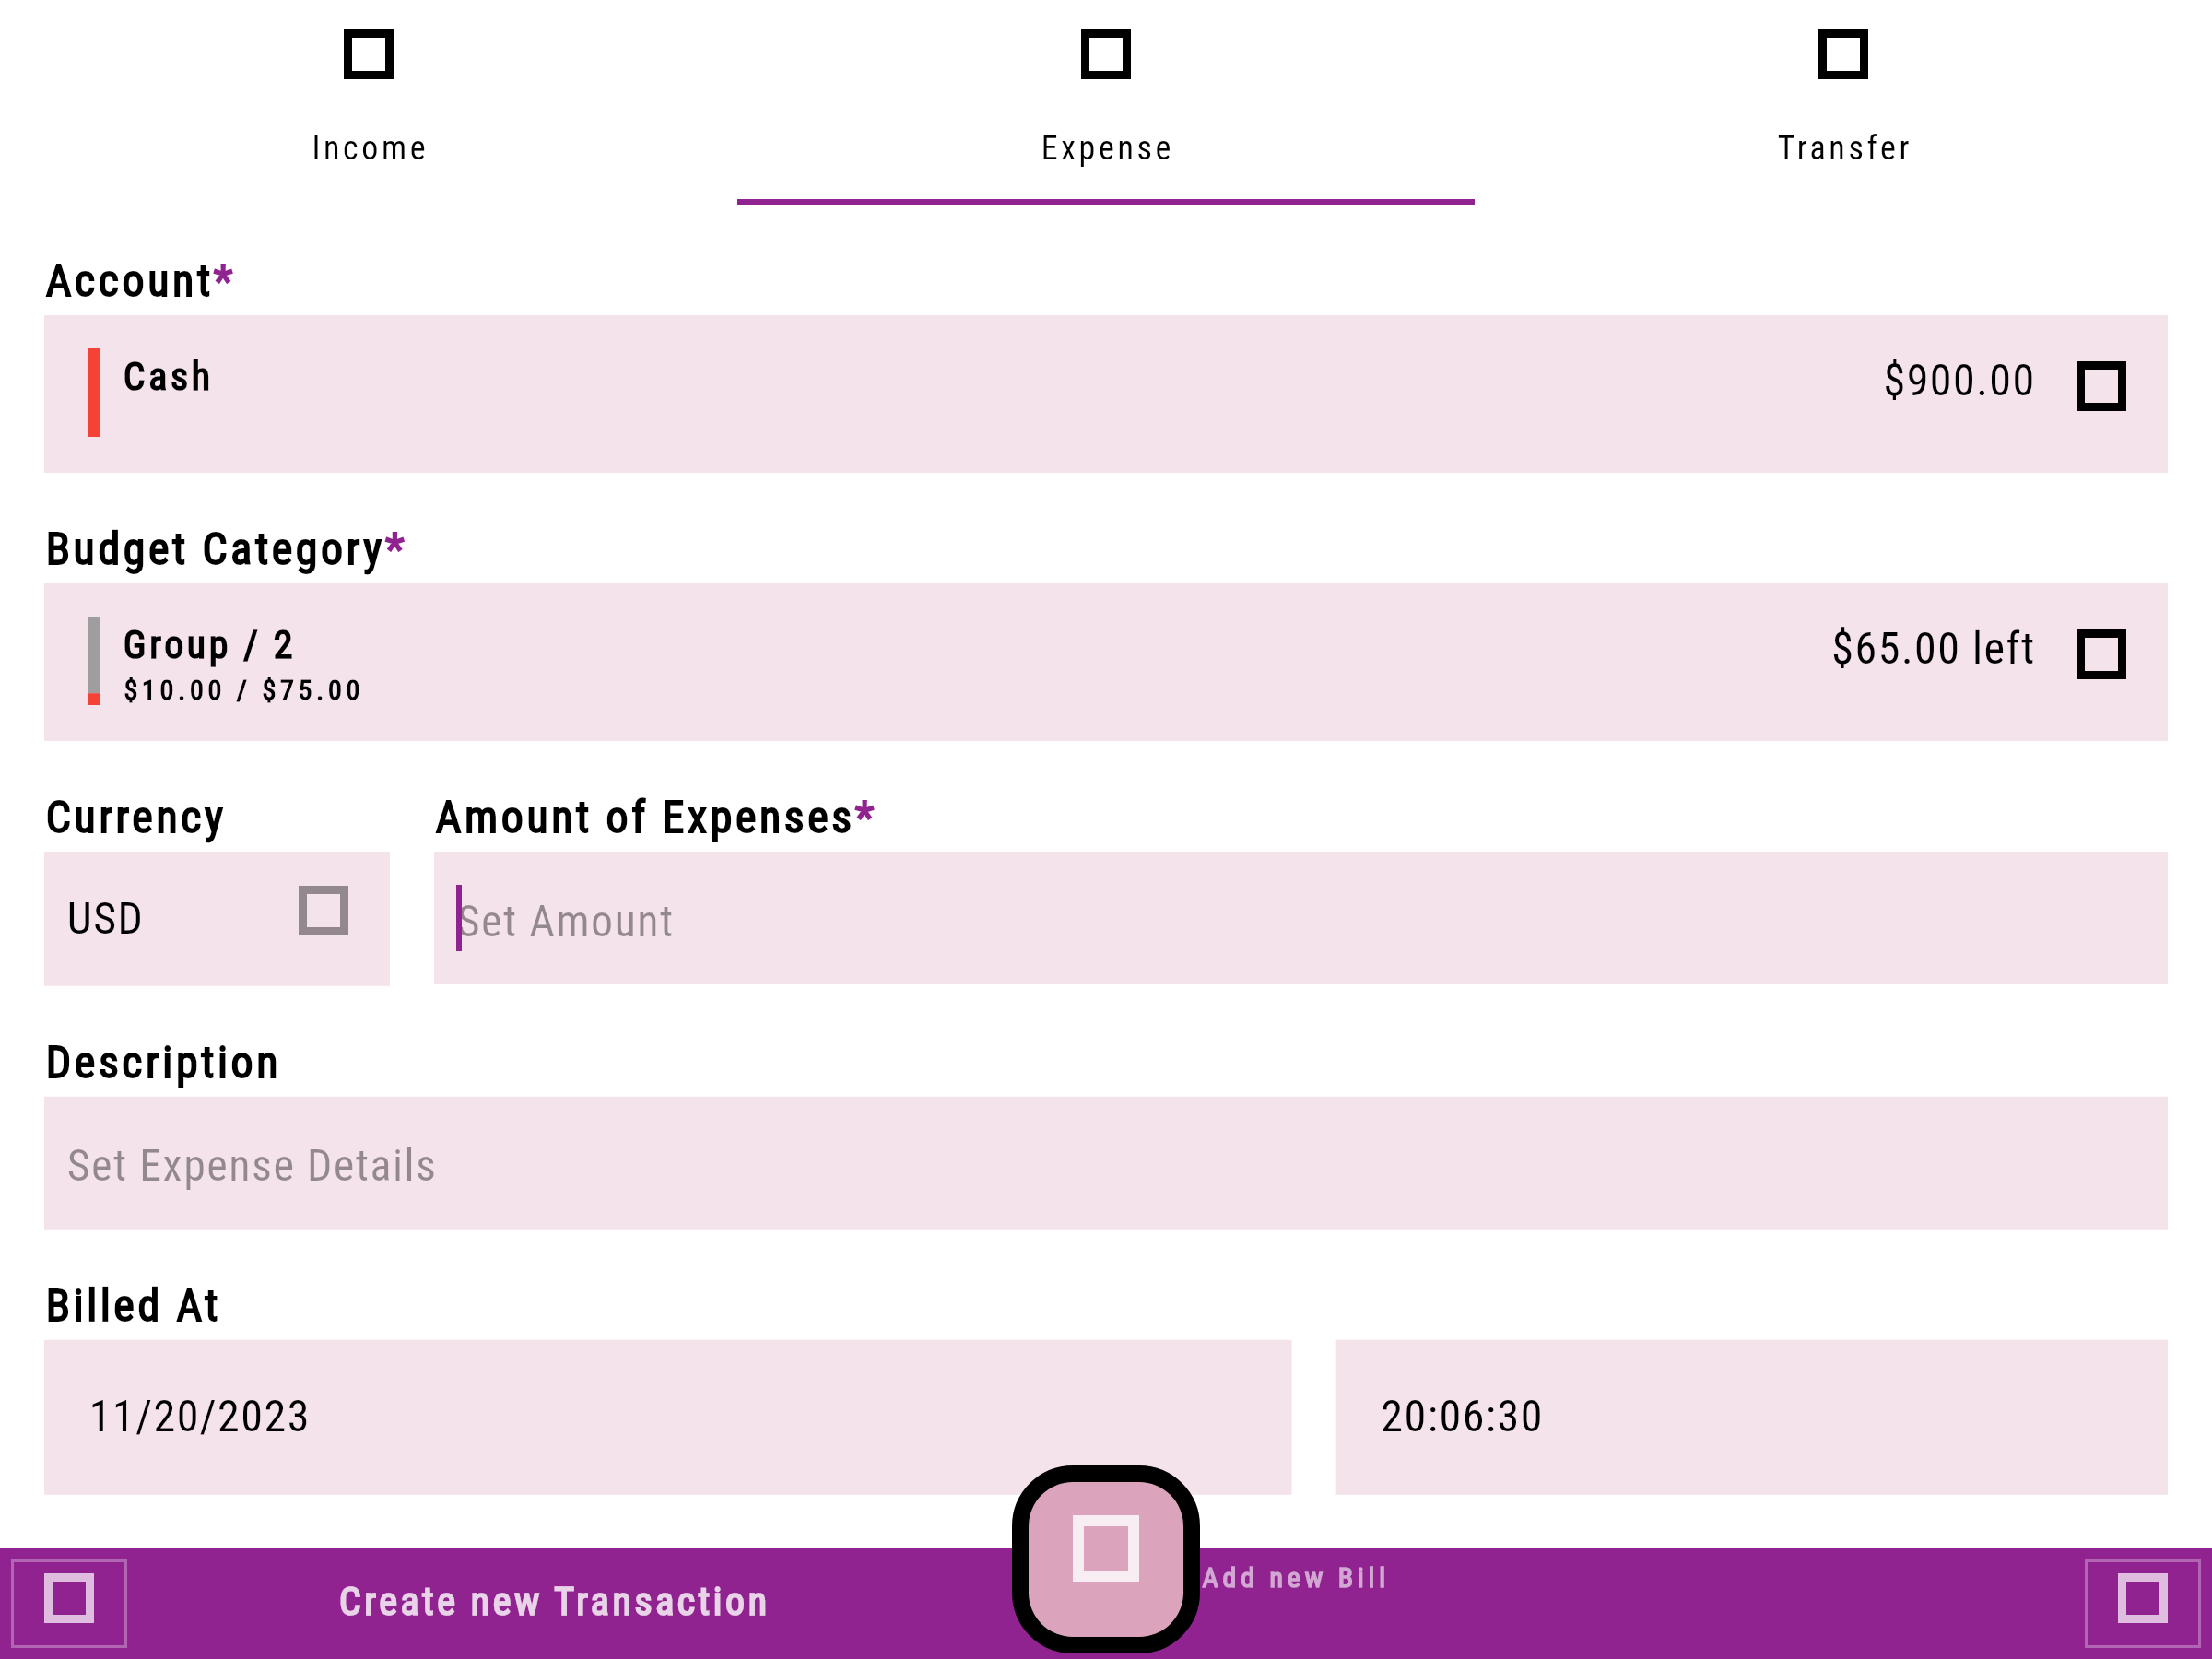 Income
Expense
Transfer
Account*
Cash
$900.00
Budget Category*
Group / 2
$10.00 / $75.00
$65.00 left
Currency
Amount of Expenses*
USD
Set Amount
Description
Set Expense Details
Billed At
11/20/2023
20:06:30
Create new Transaction
Add new Bill